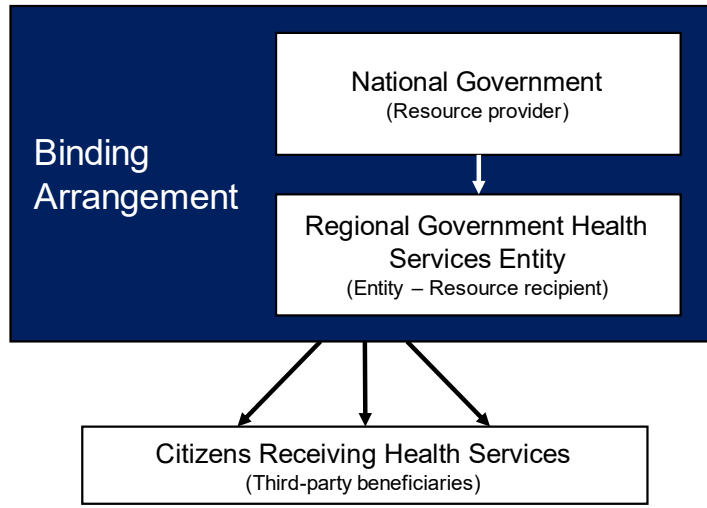 Binding
Arrangement
National Government
(Resource provider)
Regional Government Health
Services Entity
(Entity – Resource recipient)
Citizens Receiving Health Services
(Third-party beneficiaries)